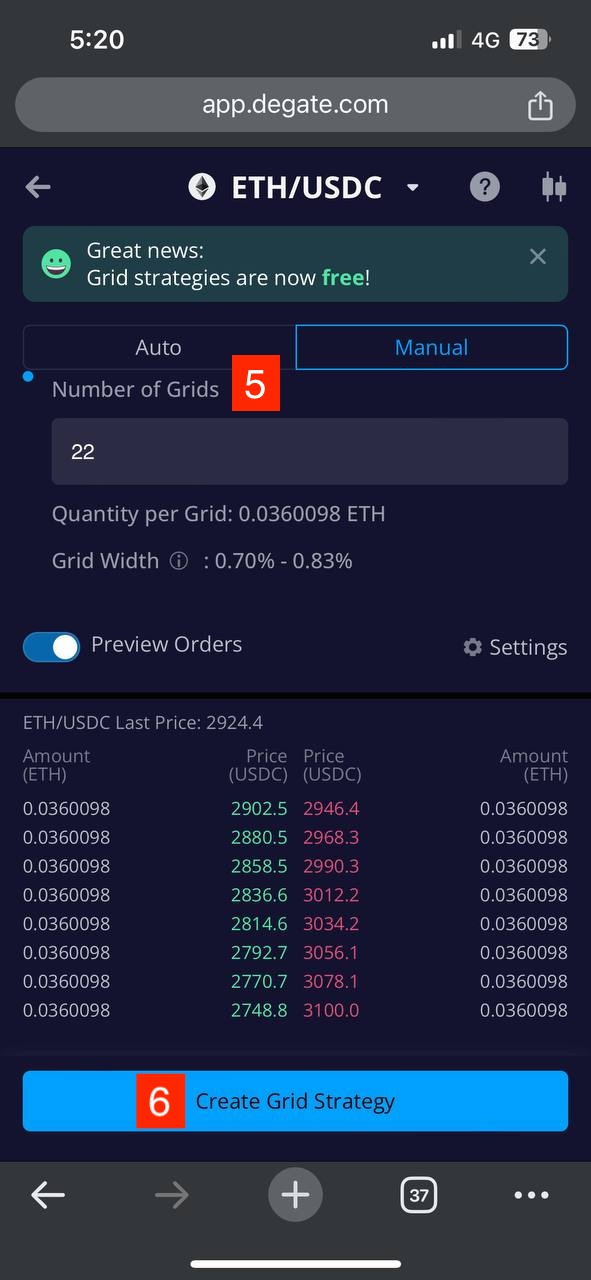 5:20 4G 73
app.degate.com
ETH/USDC ?
Great news:
Grid strategies are now free!
Auto Manual
Number of Grids 5
22
Quantity per Grid: 0.0360098 ETH
Grid Width : 0.70% - 0.83%
Preview Orders Settings
ETH/USDC Last Price: 2924.4
Amount Price Price Amount
(ETH) (USDC) (USDC) (ETH)
0.0360098 2902.5 2946.4 0.0360098
0.0360098 2880.5 2968.3 0.0360098
0.0360098 2858.5 2990.3 0.0360098
0.0360098 2836.6 3012.2 0.0360098
0.0360098 2814.6 3034.2 0.0360098
0.0360098 2792.7 3056.1 0.0360098
0.0360098 2770.7 3078.1 0.0360098
0.0360098 2748.8 3100.0 0.0360098
6 Create Grid Strategy
37